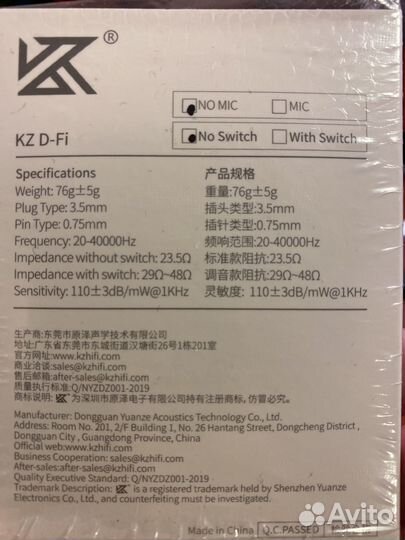 KZ ®
NO MIC MIC
KZ D-Fi
No Switch With Switch
Specifications
Weight: 76g±5g
Plug Type: 3.5mm
Pin Type: 0.75mm
Frequency: 20-40000Hz
Impedance without switch: 23.5Ω
Impedance with switch: 29Ω~48Ω
Sensitivity: 110±3dB/mW@1KHz
产品规格
重量:76g±5g
插头类型:3.5mm
插针类型:0.75mm
频响范围:20-40000Hz
标准款阻抗:23.5Ω
调音款阻抗:29Ω~48Ω
灵敏度: 110±3dB/mW@1KHz
生产商:东莞市原泽声学技术有限公司
地址:广东省东莞市东城街道汉塘街26号1栋201室
官方网址:www.kzhifi.com
商业洽谈:sales@kzhifi.com
售后邮箱:after-sales@kzhifi.com
质量执行标准:Q/NYZDZ001-2019
商标说明: KZ 为深圳市原泽电子有限公司持有注册商标,仿冒必究。
Manufacturer: Dongguan Yuanze Acoustics Technology Co., Ltd.
Address: Room No. 201, 2/F Building 1, No. 26 Hantang Street, Dongcheng District,
Dongguan City , Guangdong Province, China
Official web:www.kzhifi.com
Business Cooperation: sales@kzhifi.com
After-sales:after-sales@kzhifi.com
Quality Executive Standard: Q/NYZDZ001-2019
Trademark Description: KZ is a registered trademark held by Shenzhen Yuanze
Electronics Co., Ltd., and counterfeiting must be investigated.
Made in China Q.C.PASSED
Avito